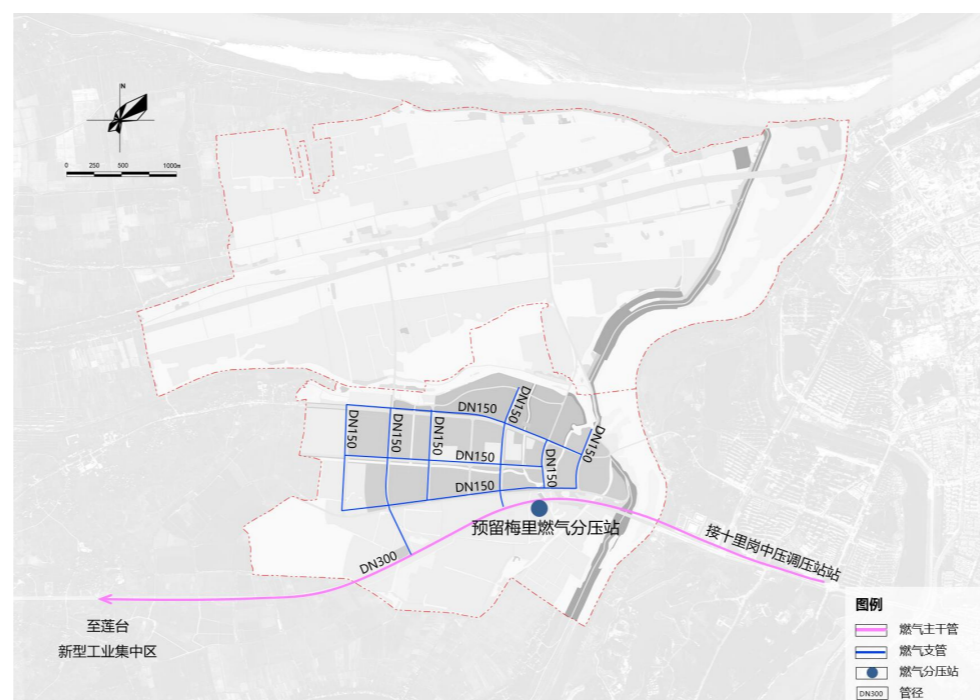 N
0 250 500 1000m
DN150
DN150
DN150
DN150
DN150
DN150
DN150
DN150
DN150
预留梅里燃气分压站
DN300
接十里岗中压调压站站
至莲台
新型工业集中区
图例
燃气主干管
燃气支管
燃气分压站
DN300 管径